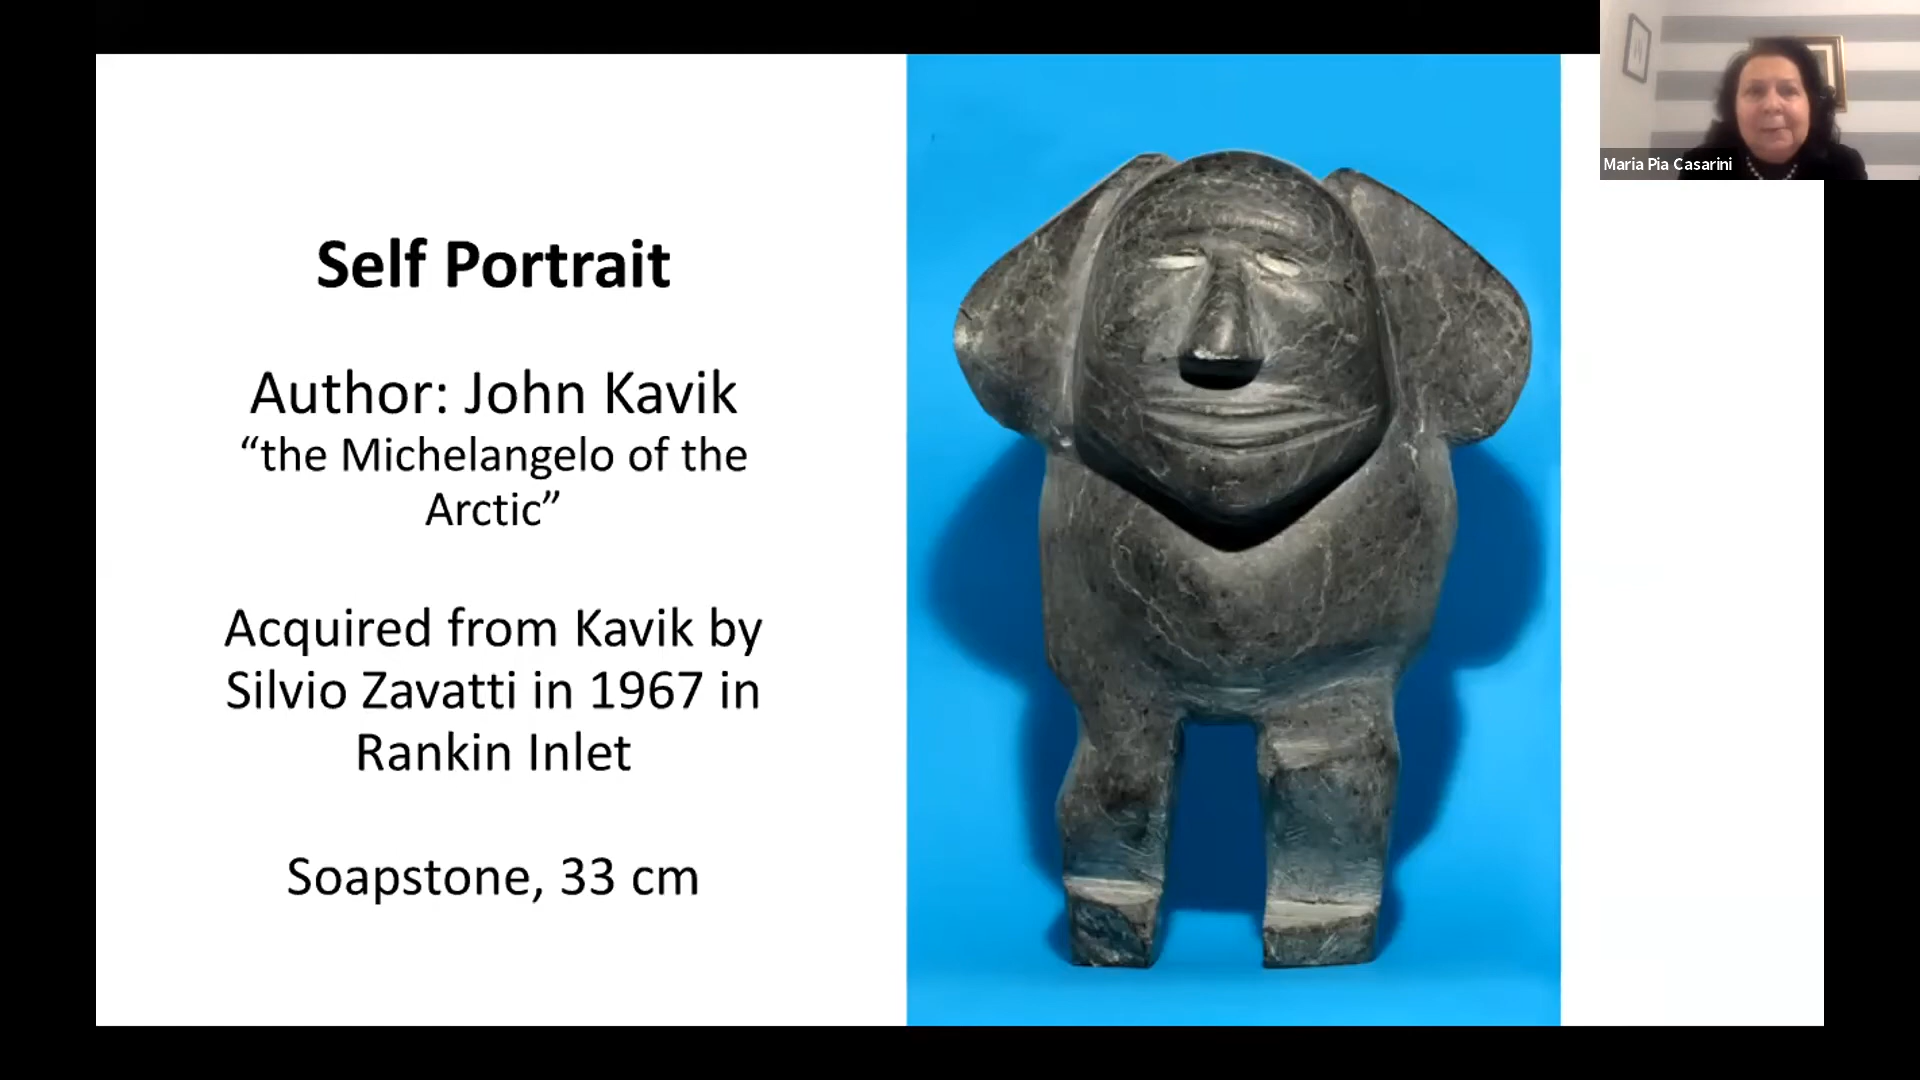 Self Portrait
Author: John Kavik
“the Michelangelo of the
Arctic”
Acquired from Kavik by
Silvio Zavatti in 1967 in
Rankin Inlet
Soapstone, 33 cm
Maria Pia Casarini